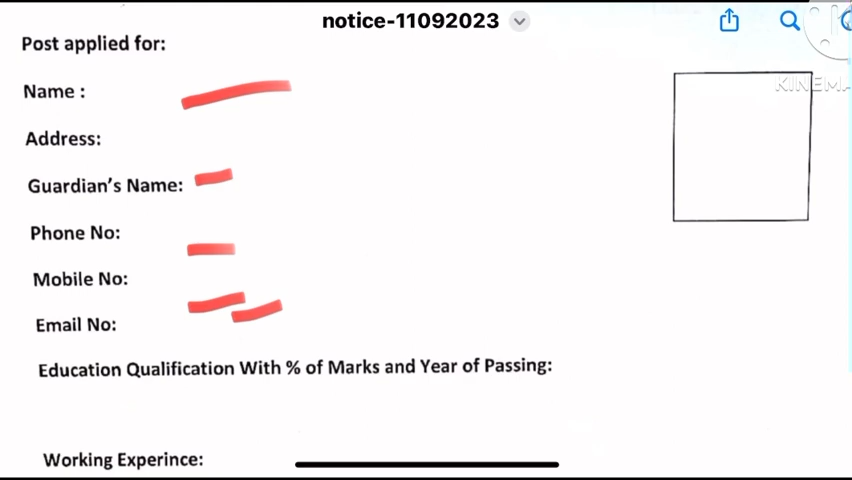 notice-11092023
Post applied for:
KINEMA
Name :
Address:
Guardian's Name:
Phone No:
Mobile No:
Email No:
Education Qualification With % of Marks and Year of Passing:
Working Experince: